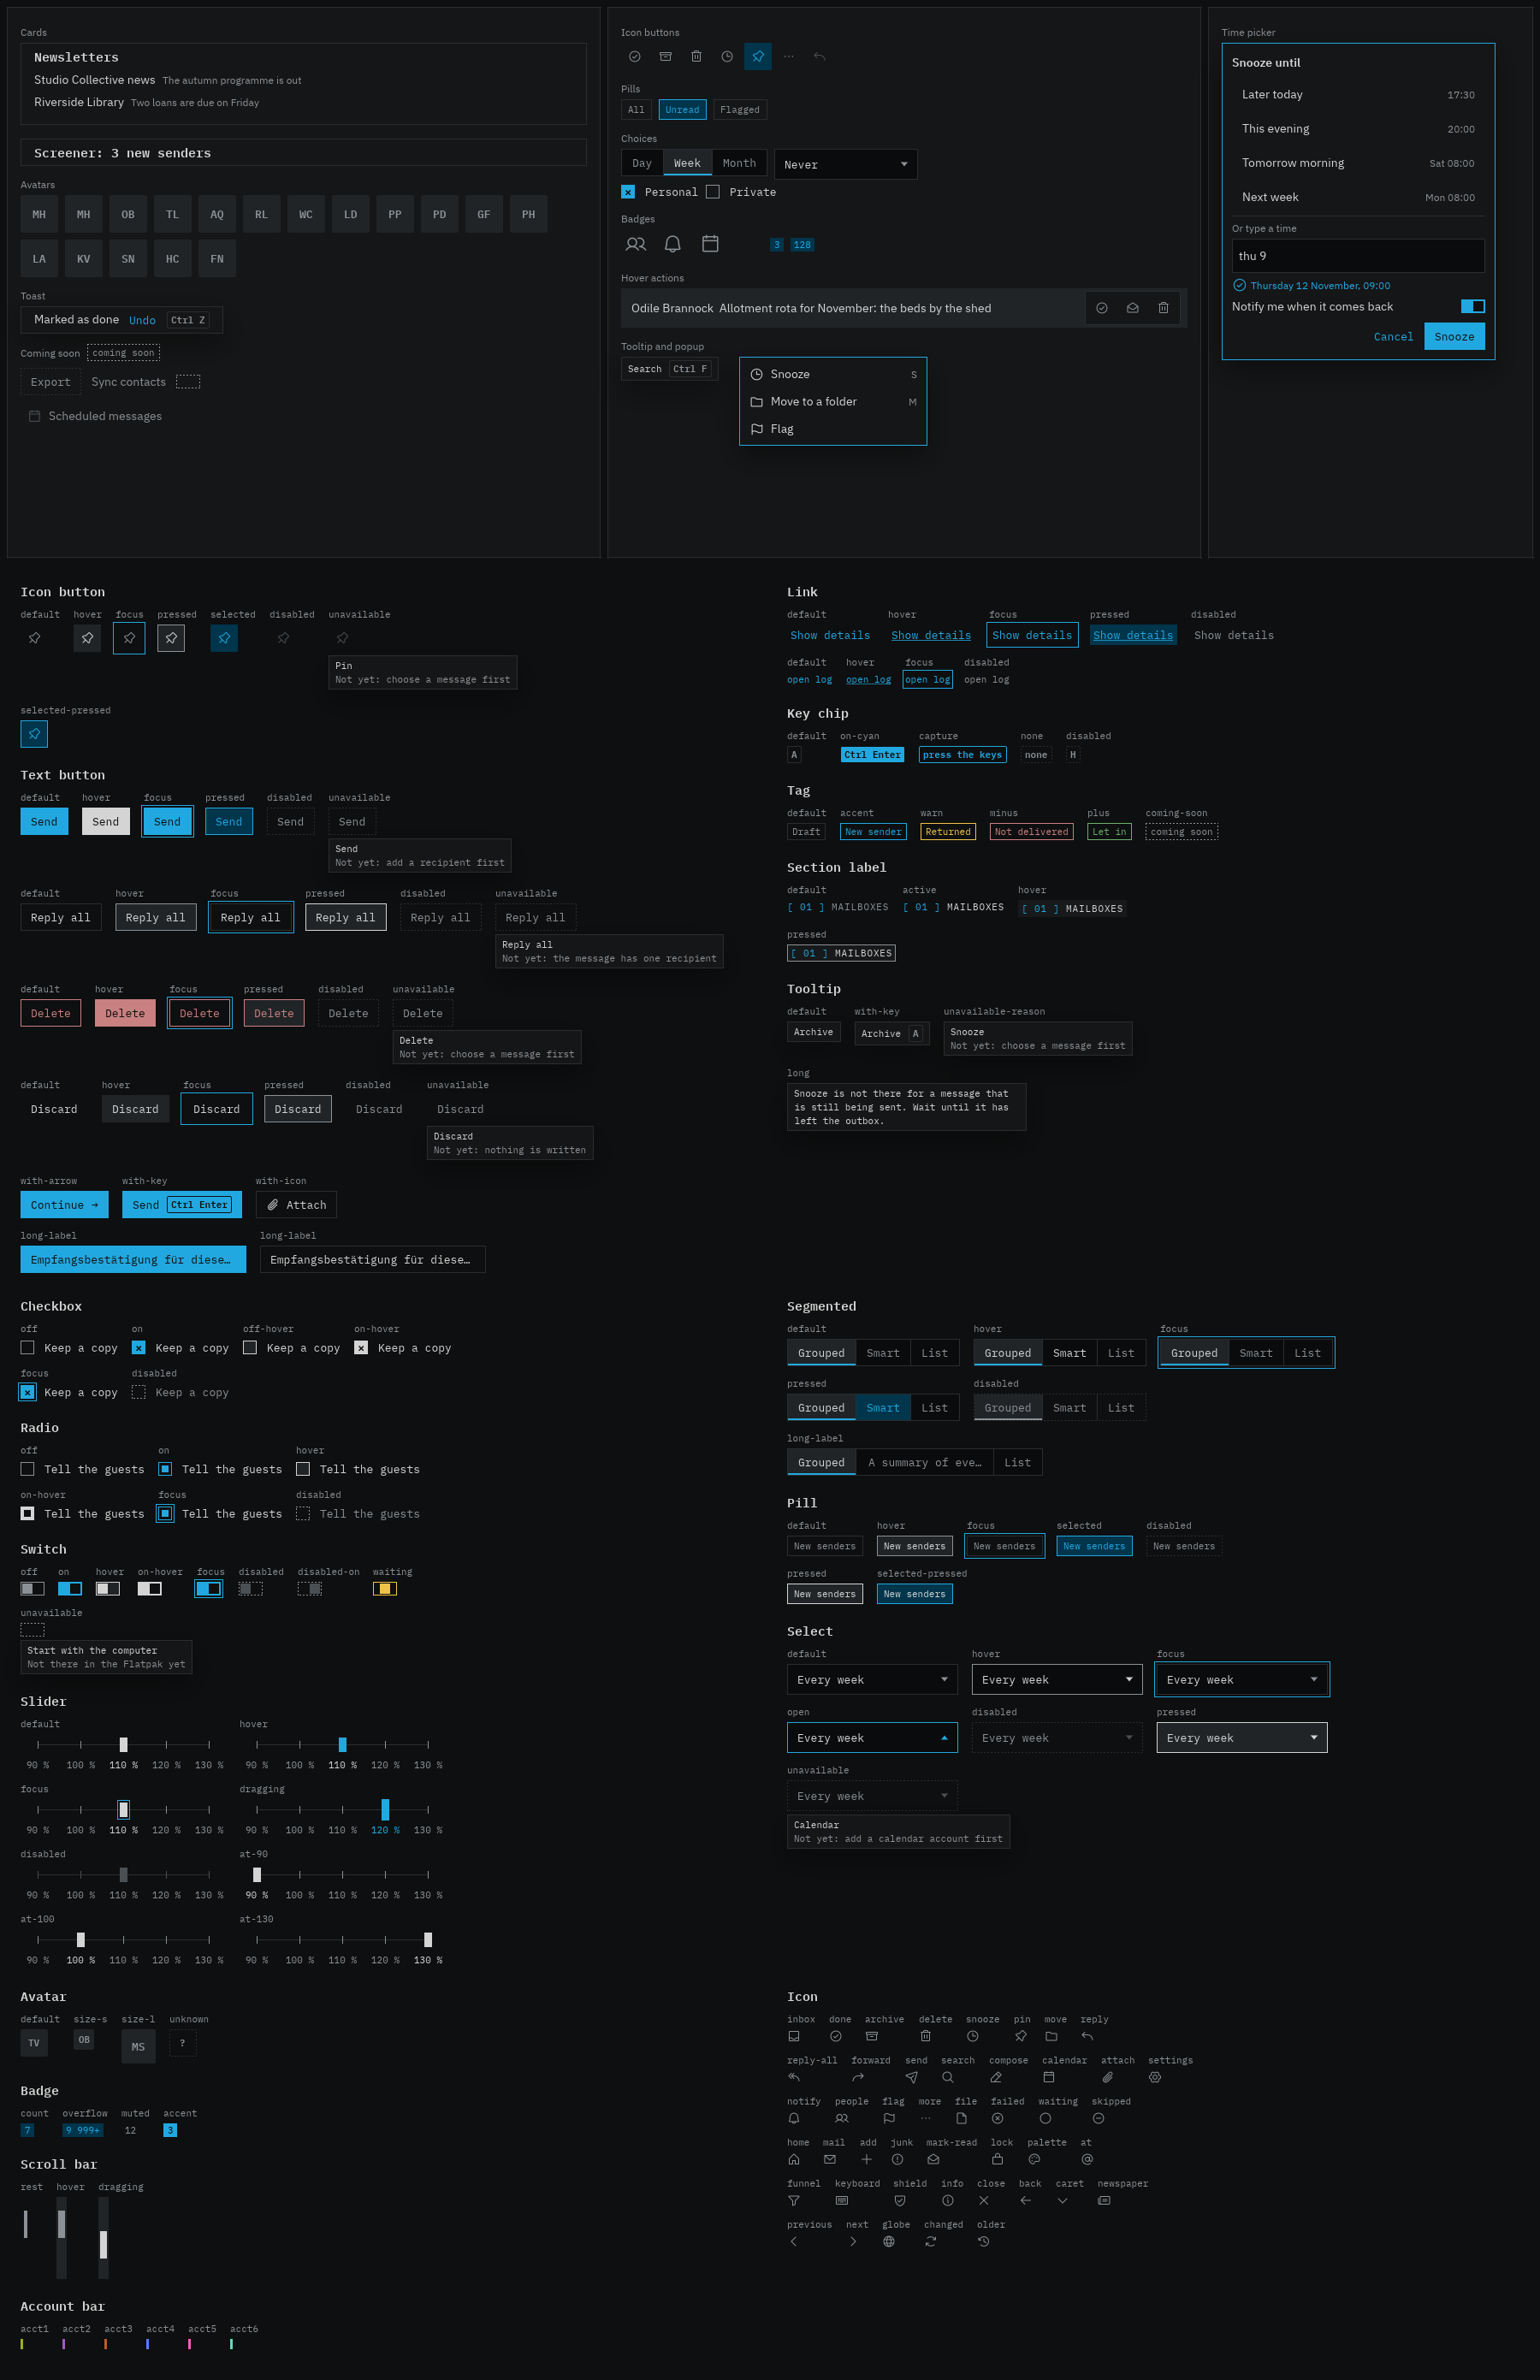 Cards
Newsletters
Studio Collective news The autumn programme is out
Riverside Library Two loans are due on Friday
Screener: 3 new senders
Avatars
MH MH OB TL AQ RL WC LD PP PD GF PH
LA KV SN HC FN
Toast
Marked as done Undo Ctrl Z
Coming soon coming soon
Export Sync contacts
Scheduled messages
Icon buttons
Pills
All Unread Flagged
Choices
Day Week Month Never
Personal Private
Badges
3 128
Hover actions
Odile Brannock Allotment rota for November: the beds by the shed
Tooltip and popup
Search Ctrl F
Snooze S
Move to a folder M
Flag
Time picker
Snooze until
Later today 17:30
This evening 20:00
Tomorrow morning Sat 08:00
Next week Mon 08:00
Or type a time
thu 9
Thursday 12 November, 09:00
Notify me when it comes back
Cancel Snooze
Icon button
default hover focus pressed selected disabled unavailable
Pin
Not yet: choose a message first
selected-pressed
Text button
default hover focus pressed disabled unavailable
Send Send Send Send Send Send
Send
Not yet: add a recipient first
default hover focus pressed disabled unavailable
Reply all Reply all Reply all Reply all Reply all Reply all
Reply all
Not yet: the message has one recipient
default hover focus pressed disabled unavailable
Delete Delete Delete Delete Delete Delete
Delete
Not yet: choose a message first
default hover focus pressed disabled unavailable
Discard Discard Discard Discard Discard Discard
Discard
Not yet: nothing is written
with-arrow with-key with-icon
Continue → Send Ctrl Enter Attach
long-label long-label
Empfangsbestätigung für diese… Empfangsbestätigung für diese…
Link
default hover focus pressed disabled
Show details Show details Show details Show details Show details
default hover focus disabled
open log open log open log open log
Key chip
default on-cyan capture none disabled
A Ctrl Enter press the keys none H
Tag
default accent warn minus plus coming-soon
Draft New sender Returned Not delivered Let in coming soon
Section label
default active hover
[ 01 ] MAILBOXES [ 01 ] MAILBOXES [ 01 ] MAILBOXES
pressed
[ 01 ] MAILBOXES
Tooltip
default with-key unavailable-reason
Archive Archive A Snooze
Not yet: choose a message first
long
Snooze is not there for a message that
is still being sent. Wait until it has
left the outbox.
Checkbox
off on off-hover on-hover
Keep a copy Keep a copy Keep a copy Keep a copy
focus disabled
Keep a copy Keep a copy
Radio
off on hover
Tell the guests Tell the guests Tell the guests
on-hover focus disabled
Tell the guests Tell the guests Tell the guests
Switch
off on hover on-hover focus disabled disabled-on waiting
unavailable
Start with the computer
Not there in the Flatpak yet
Slider
default hover
90 % 100 % 110 % 120 % 130 % 90 % 100 % 110 % 120 % 130 %
focus dragging
90 % 100 % 110 % 120 % 130 % 90 % 100 % 110 % 120 % 130 %
disabled at-90
90 % 100 % 110 % 120 % 130 % 90 % 100 % 110 % 120 % 130 %
at-100 at-130
90 % 100 % 110 % 120 % 130 % 90 % 100 % 110 % 120 % 130 %
Segmented
default hover focus
Grouped Smart List Grouped Smart List Grouped Smart List
pressed disabled
Grouped Smart List Grouped Smart List
long-label
Grouped A summary of eve… List
Pill
default hover focus selected disabled
New senders New senders New senders New senders New senders
pressed selected-pressed
New senders New senders
Select
default hover focus
Every week Every week Every week
open disabled pressed
Every week Every week Every week
unavailable
Every week
Calendar
Not yet: add a calendar account first
Avatar
default size-s size-l unknown
TV OB MS ?
Badge
count overflow muted accent
7 9 999+ 12 3
Scroll bar
rest hover dragging
Account bar
acct1 acct2 acct3 acct4 acct5 acct6
Icon
inbox done archive delete snooze pin move reply
reply-all forward send search compose calendar attach settings
notify people flag more file failed waiting skipped
home mail add junk mark-read lock palette at
funnel keyboard shield info close back caret newspaper
previous next globe changed older